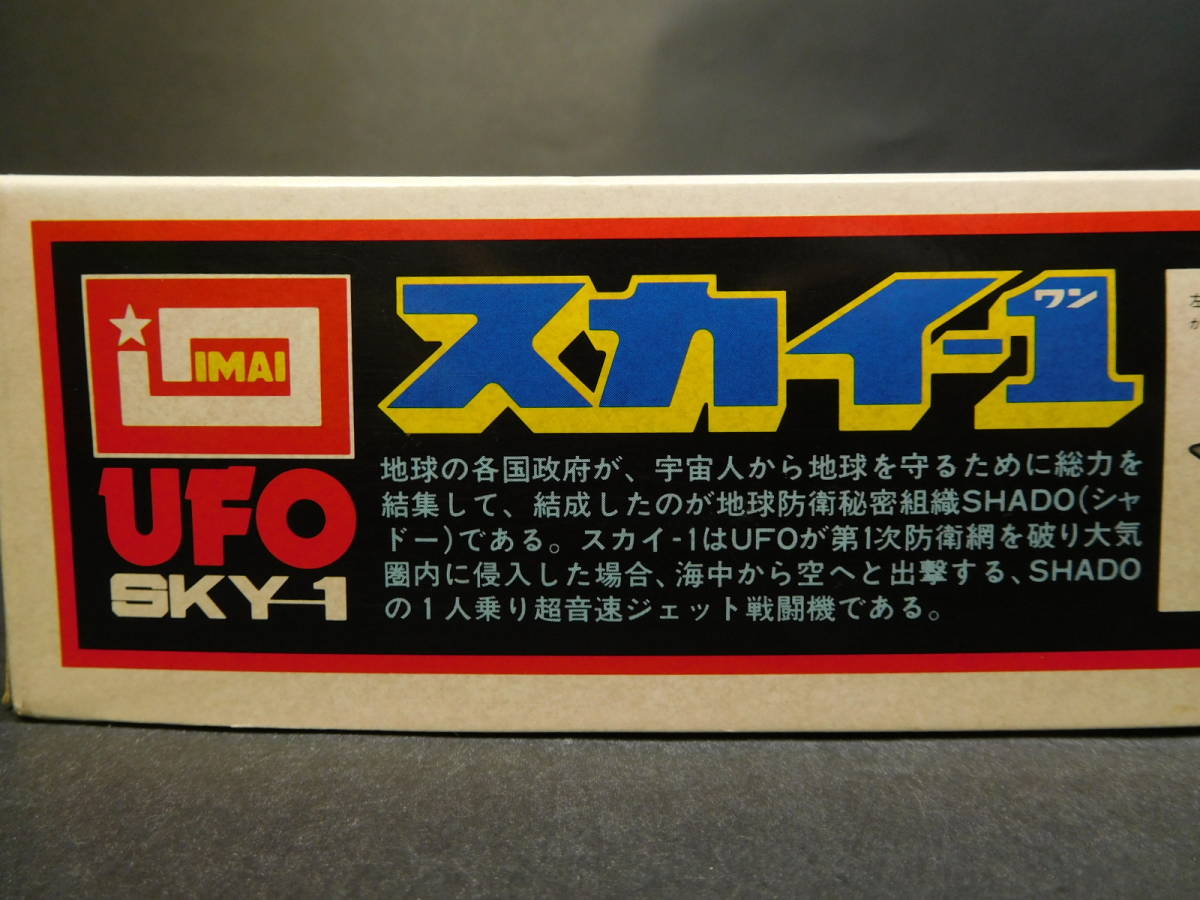 IMAI
UFO
SKY-1
スカイ-1
ワン
地球の各国政府が、宇宙人から地球を守るために総力を
結集して、結成したのが地球防衛秘密組織SHADO(シャ
ドー)である。スカイ-1はUFOが第1次防衛網を破り大気
圏内に侵入した場合、海中から空へと出撃する、SHADO
の1人乗り超音速ジェット戦闘機である。